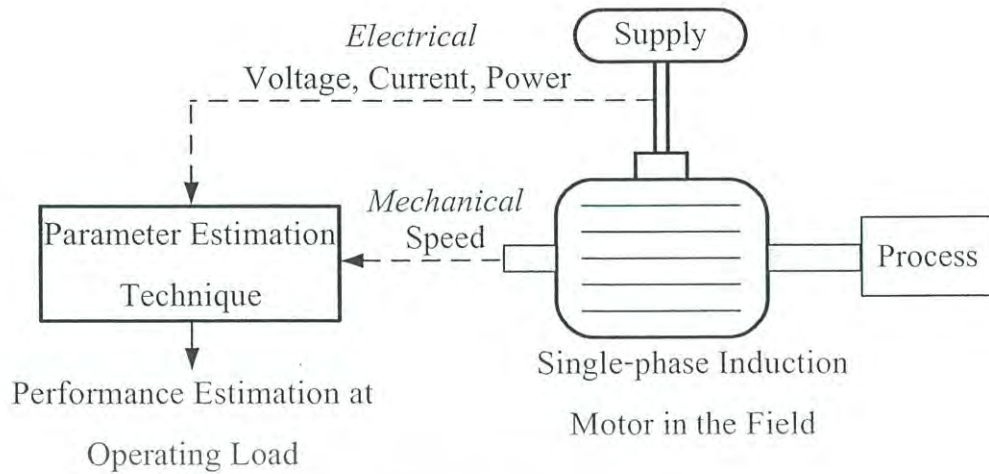 Electrical
Voltage, Current, Power
Supply
Mechanical
Speed
Parameter Estimation
Technique
Process
Performance Estimation at
Operating Load
Single-phase Induction
Motor in the Field